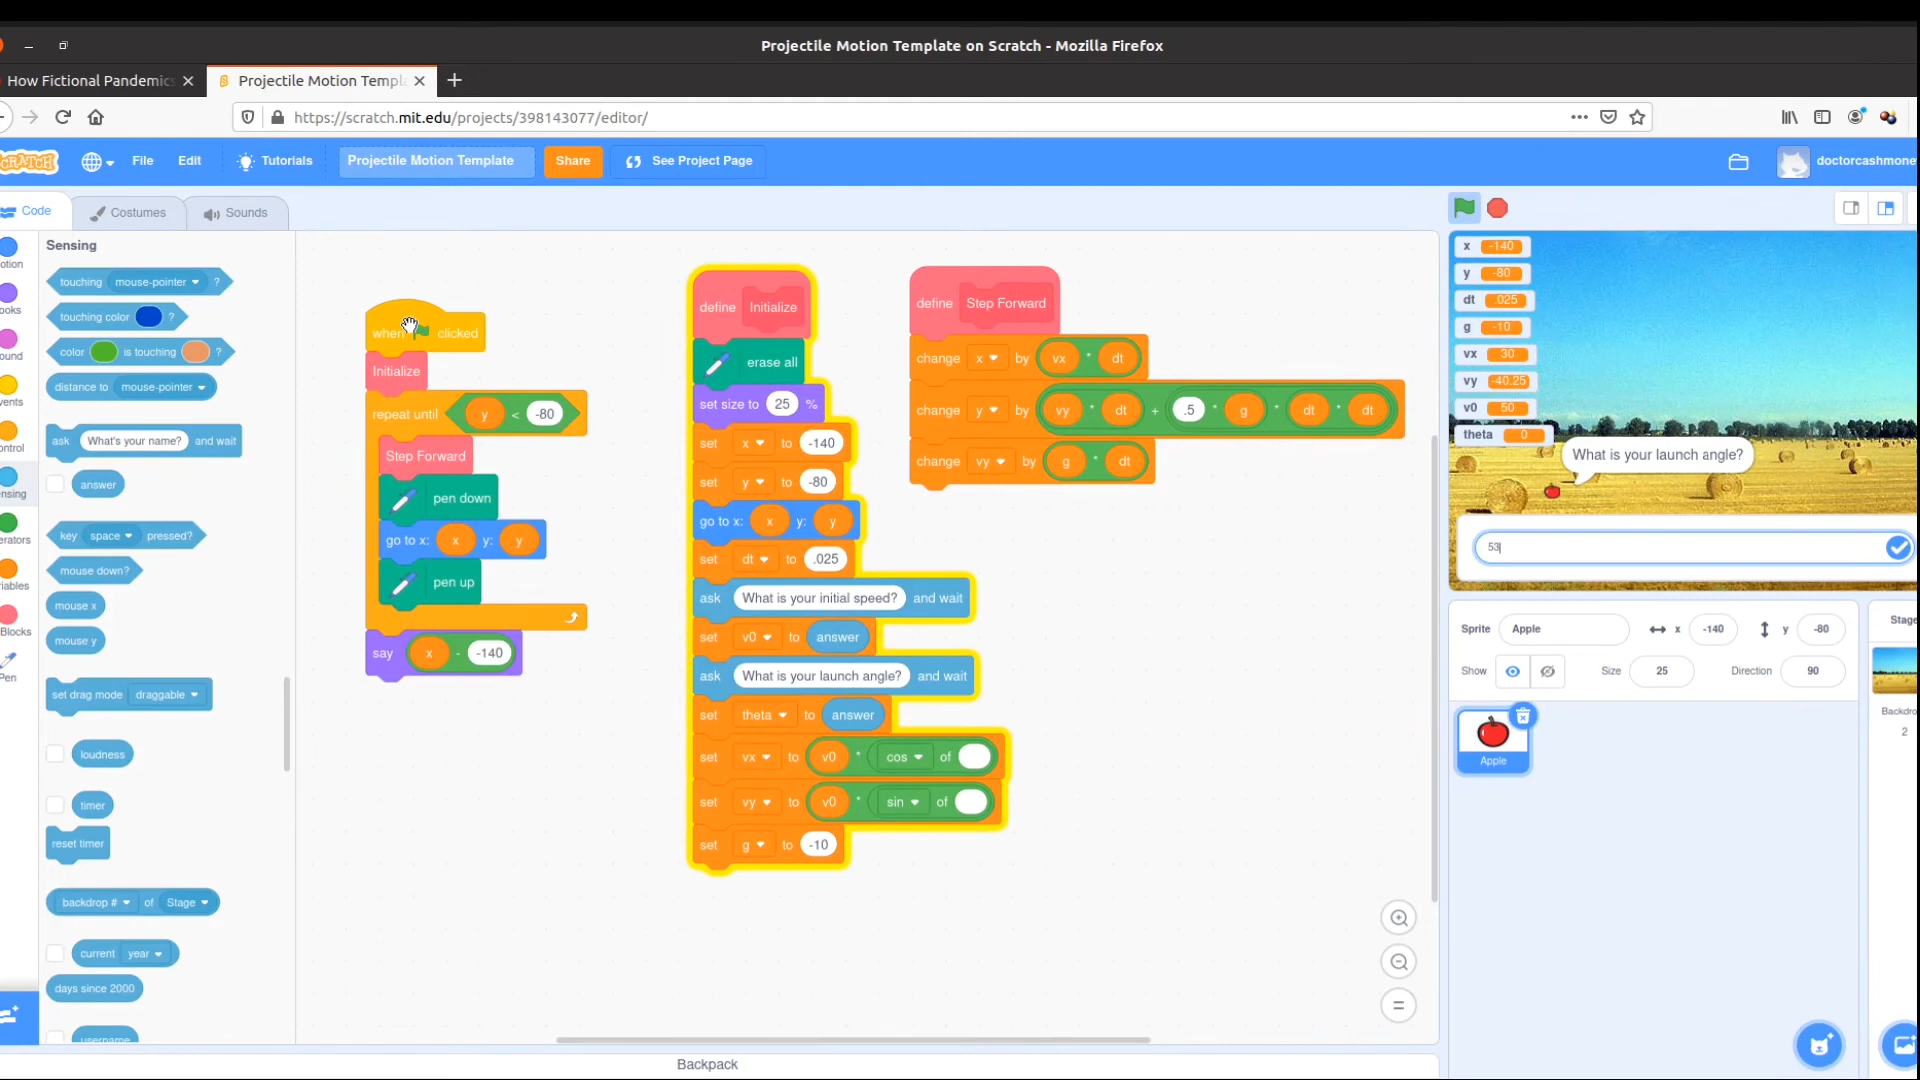 Projectile Motion Template on Scratch - Mozilla Firefox
How Fictional Pandemics
Projectile Motion Templ
https://scratch.mit.edu/projects/398143077/editor/
File Edit Tutorials Projectile Motion Template Share See Project Page doctorcashmone
Code Costumes Sounds
Sensing
touching mouse-pointer ?
touching color ?
color is touching ?
distance to mouse-pointer
ask What's your name? and wait
answer
key space pressed?
mouse down?
mouse x
mouse y
set drag mode draggable
loudness
timer
reset timer
backdrop # of Stage
current year
days since 2000
username
Blocks
Pen
when clicked
Initialize
repeat until y < -80
Step Forward
pen down
go to x: x y: y
pen up
say x - -140
define Initialize
erase all
set size to 25 %
set x to -140
set y to -80
go to x: x y: y
set dt to .025
ask What is your initial speed? and wait
set v0 to answer
ask What is your launch angle? and wait
set theta to answer
set vx to v0 * cos of
set vy to v0 * sin of
set g to -10
define Step Forward
change x by vx * dt
change y by vy * dt + .5 * g * dt * dt
change vy by g * dt
x -140
y -80
dt .025
g -10
vx 30
vy -40.25
v0 50
theta 0
What is your launch angle?
53
Sprite Apple x -140 y -80
Show Size 25 Direction 90
Apple
Stage
Backdro
2
Backpack